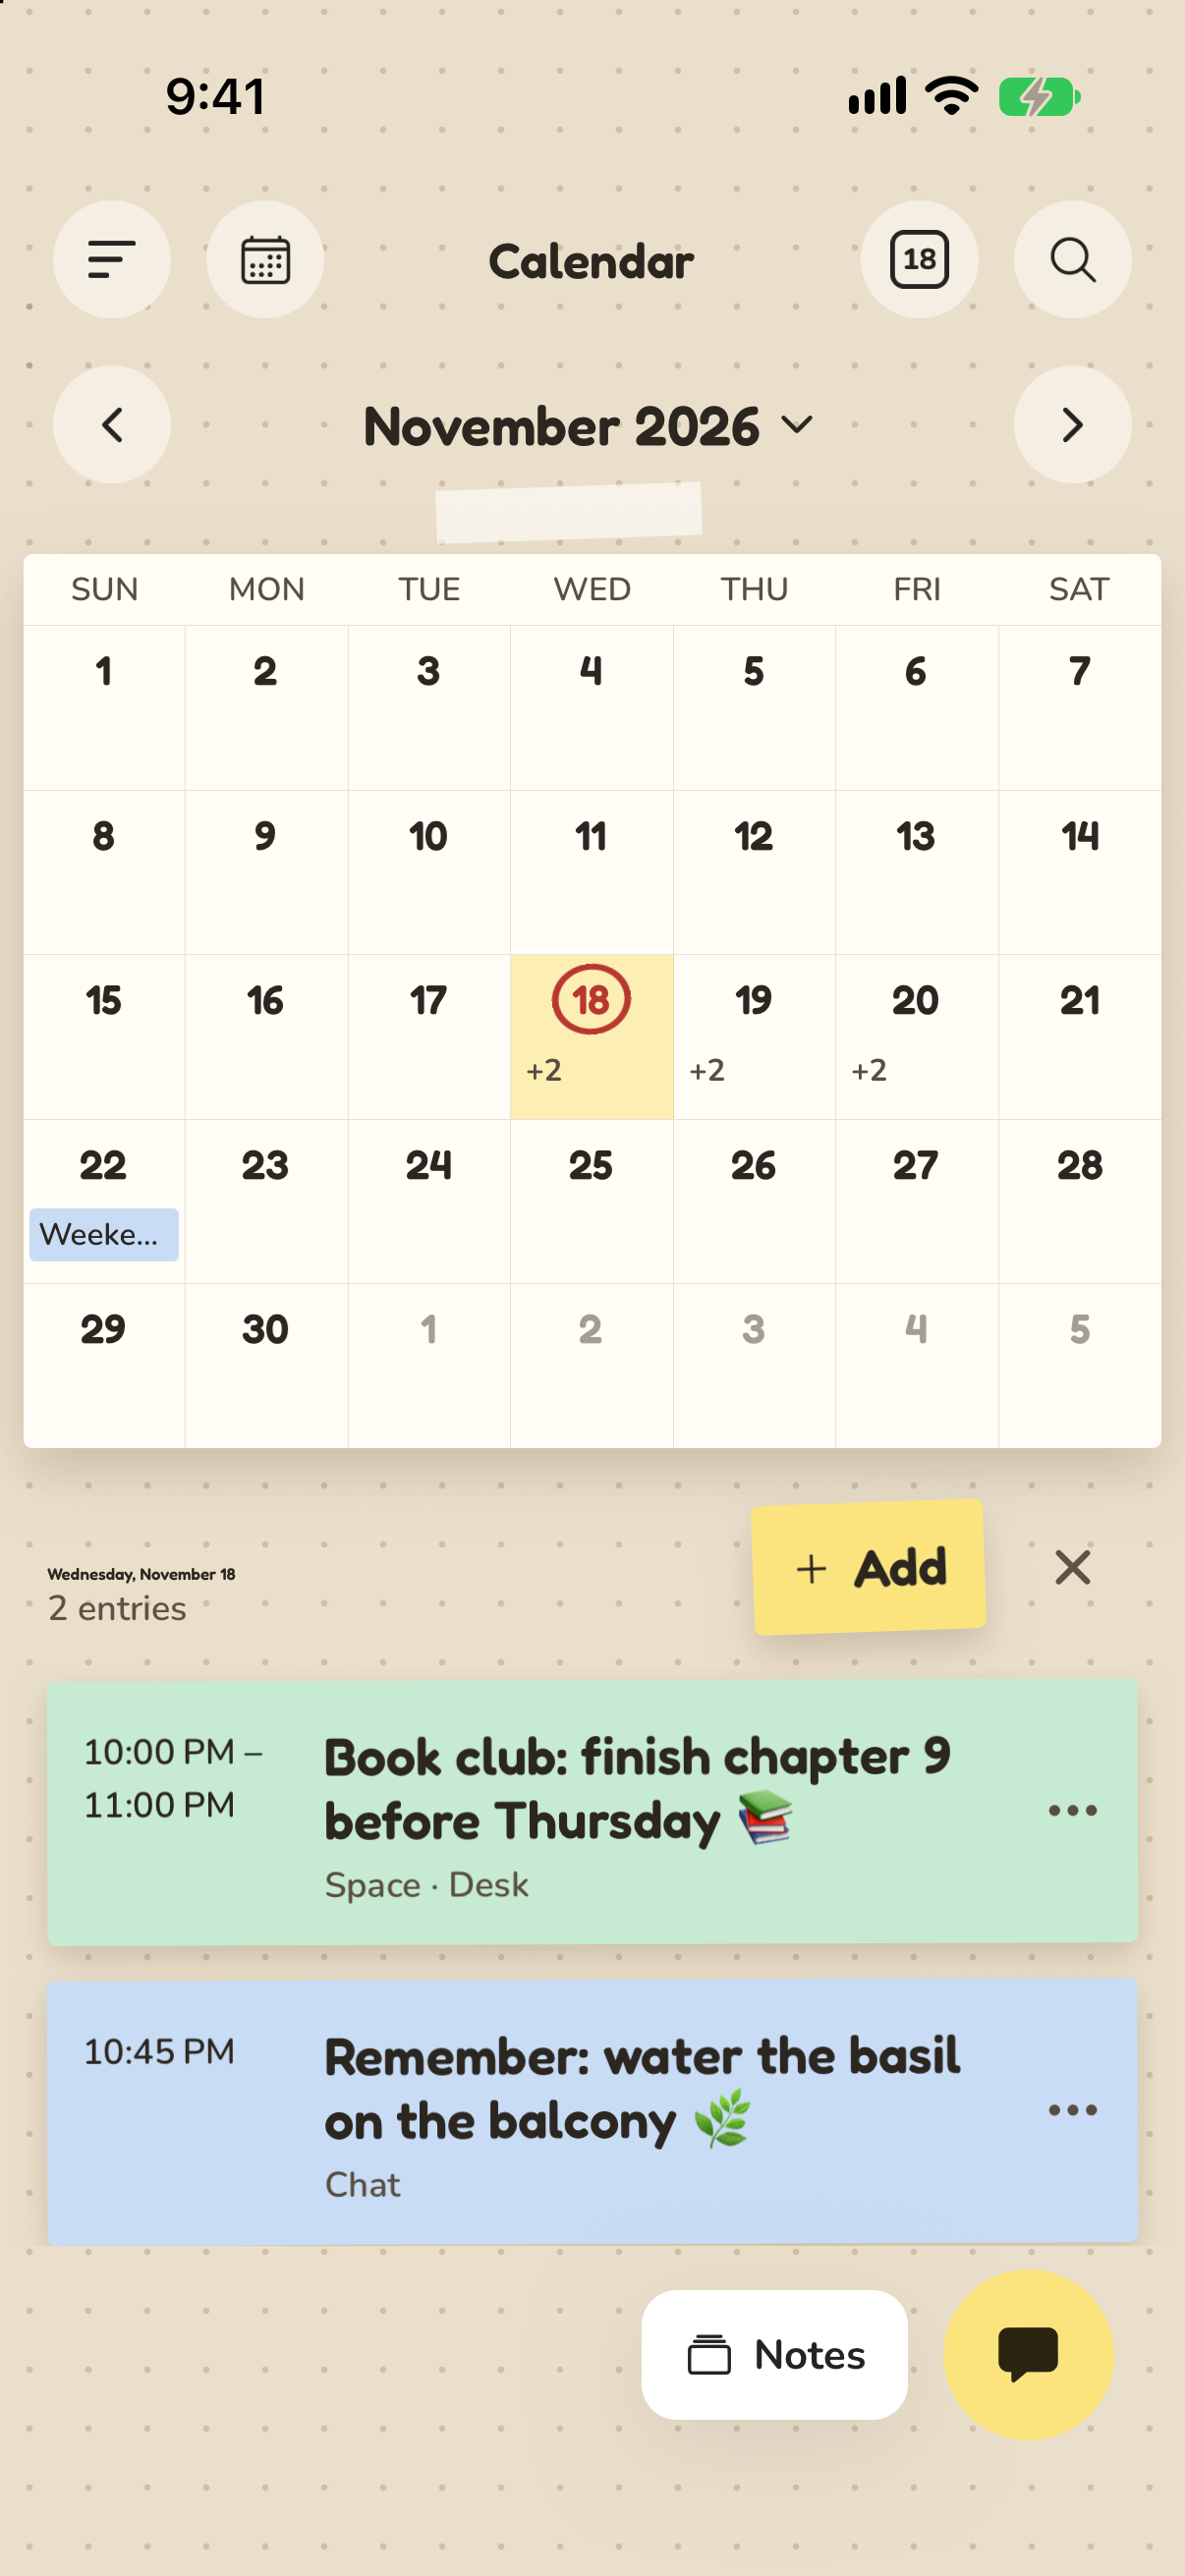 9:41
Calendar
18
November 2026
SUN MON TUE WED THU FRI SAT
1 2 3 4 5 6 7
8 9 10 11 12 13 14
15 16 17 18 19 20 21
+2 +2 +2
22 23 24 25 26 27 28
Weeke...
29 30 1 2 3 4 5
Wednesday, November 18
2 entries
+ Add
10:00 PM –
11:00 PM
Book club: finish chapter 9
before Thursday 📚
Space · Desk
10:45 PM
Remember: water the basil
on the balcony 🌿
Chat
Notes